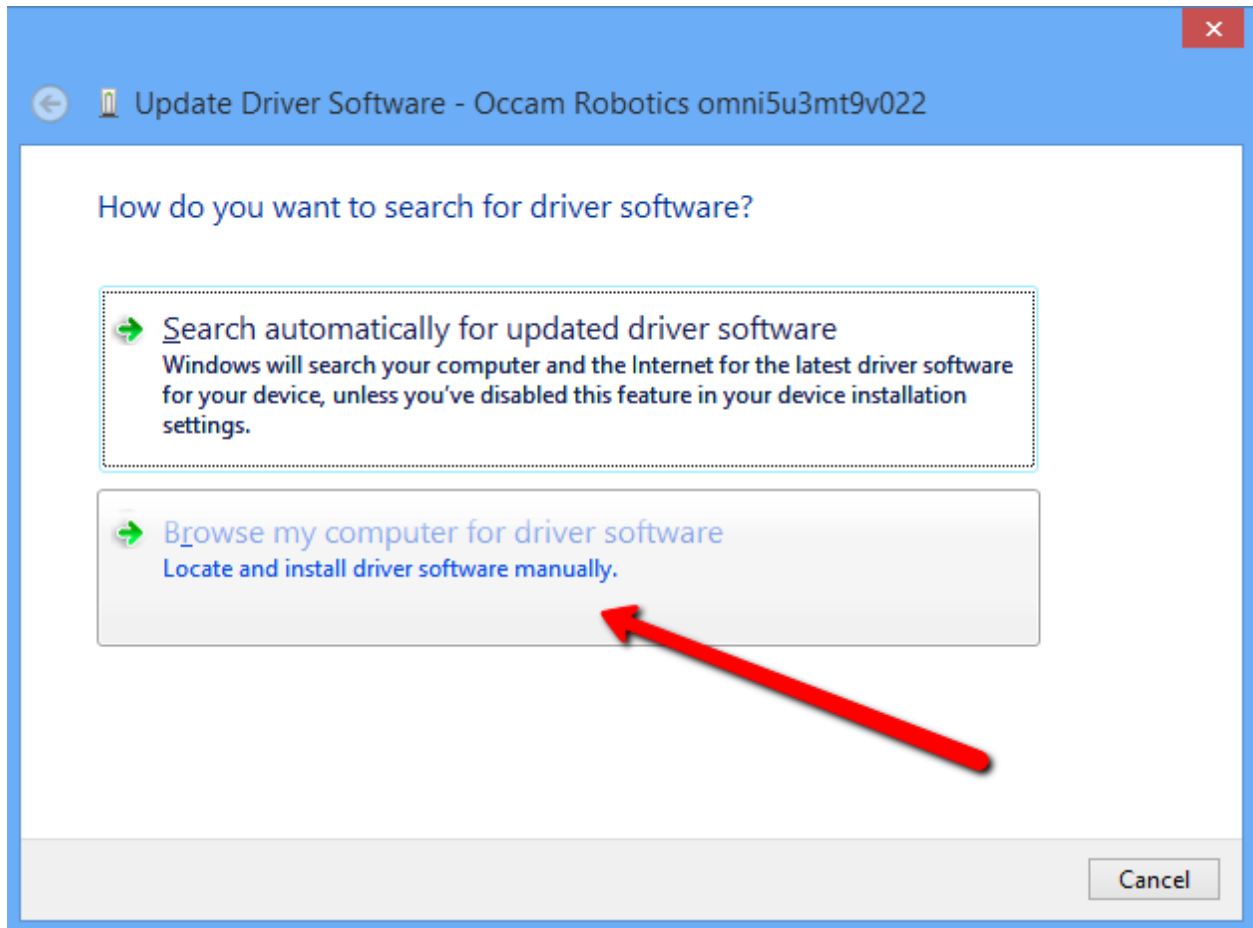 Update Driver Software - Occam Robotics omni5u3mt9v022
How do you want to search for driver software?
Search automatically for updated driver software
Windows will search your computer and the Internet for the latest driver software
for your device, unless you've disabled this feature in your device installation
settings.
Browse my computer for driver software
Locate and install driver software manually.
Cancel